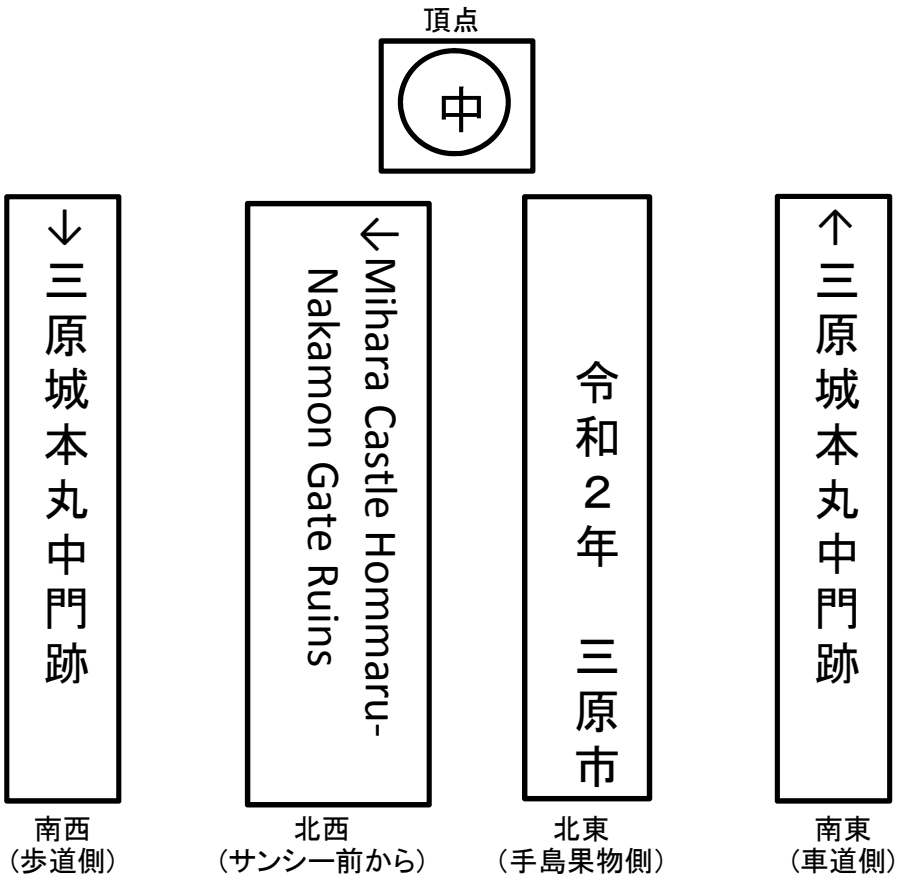 頂点
中
↓三原城本丸中門跡
←Mihara Castle Hommaru-
Nakamon Gate Ruins
令和2年 三原市
↑三原城本丸中門跡
南西
(歩道側)
北西
(サンシー前から)
北東
(手島果物側)
南東
(車道側)